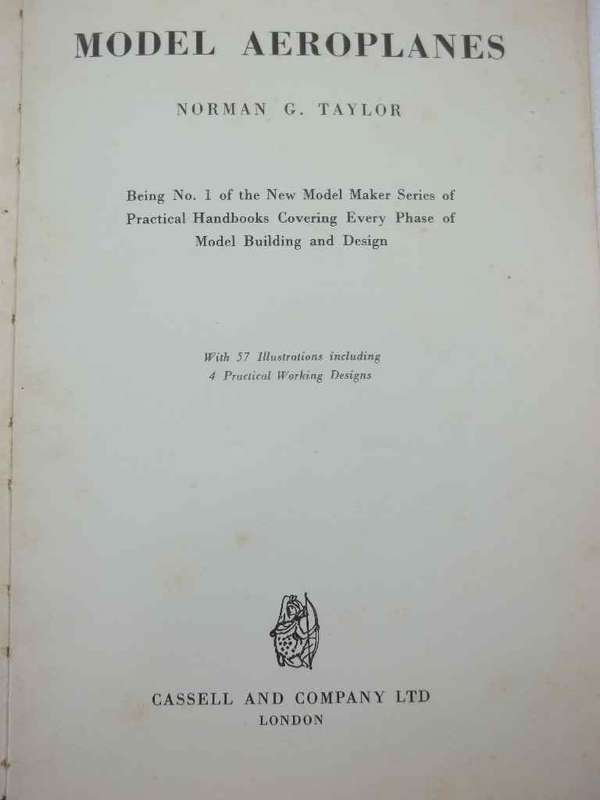 MODEL AEROPLANES
NORMAN G. TAYLOR
Being No. 1 of the New Model Maker Series of
Practical Handbooks Covering Every Phase of
Model Building and Design
With 57 Illustrations including
4 Practical Working Designs
CASSELL AND COMPANY LTD
LONDON